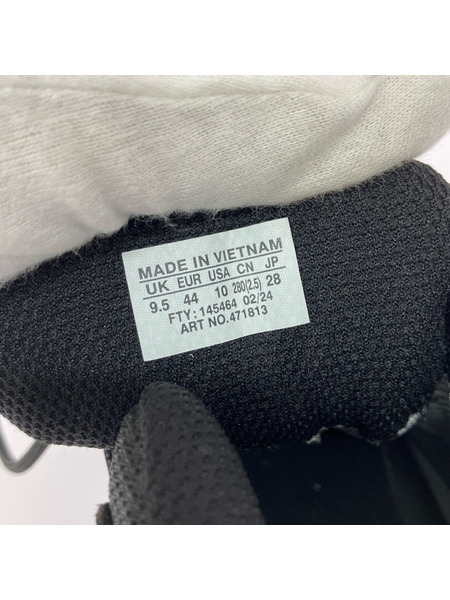 MADE IN VIETNAM
UK EUR USA CN JP
9.5 44 10 280(2.5) 28
FTY: 145464 02/24
ART NO.471813